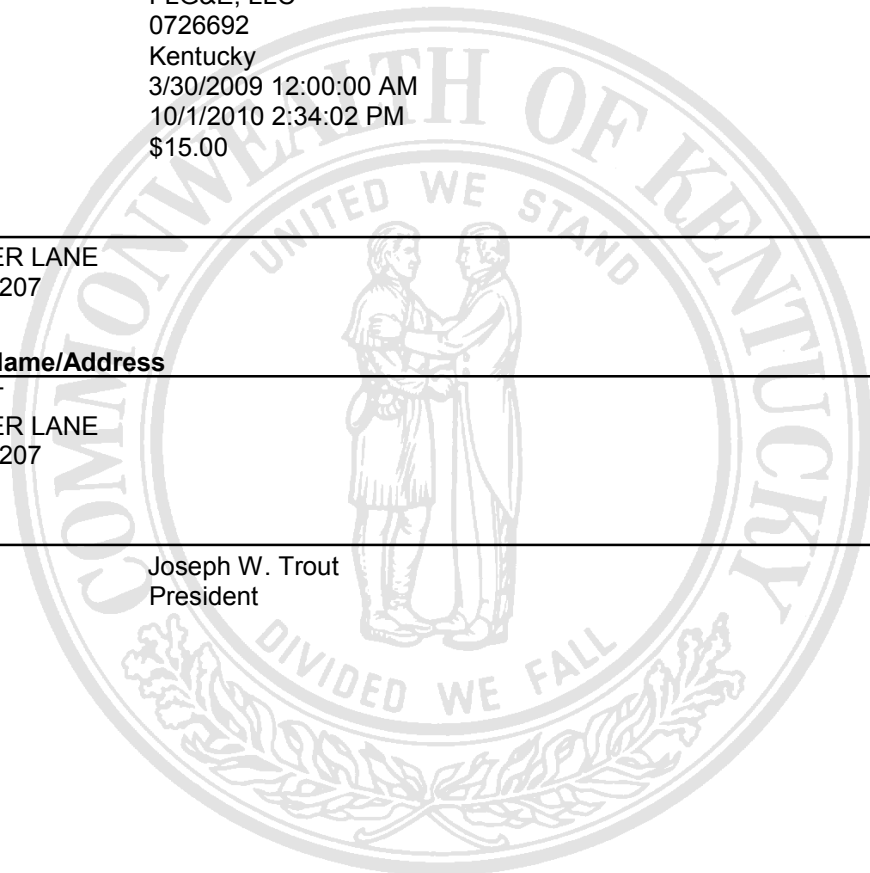 LLC
0726692
Kentucky
3/30/2009 12:00:00 AM
10/1/2010 2:34:02 PM
$15.00
COMMONWEALTH OF KENTUCKY
UNITED WE STAND
ER LANE
207
Name/Address
ER LANE
207
Joseph W. Trout
President
DIVIDED WE FALL